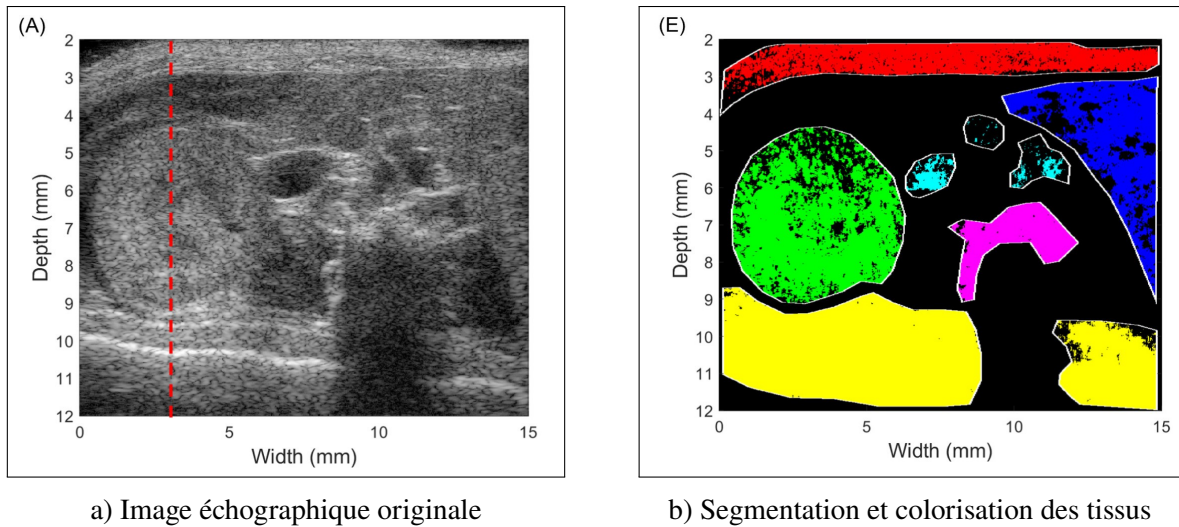 (A)
2
3
4
5
6
7
8
9
10
11
12
Depth (mm)
0 5 10 15
Width (mm)
a) Image échographique originale
(E)
2
3
4
5
6
7
8
9
10
11
12
Depth (mm)
0 5 10 15
Width (mm)
b) Segmentation et colorisation des tissus